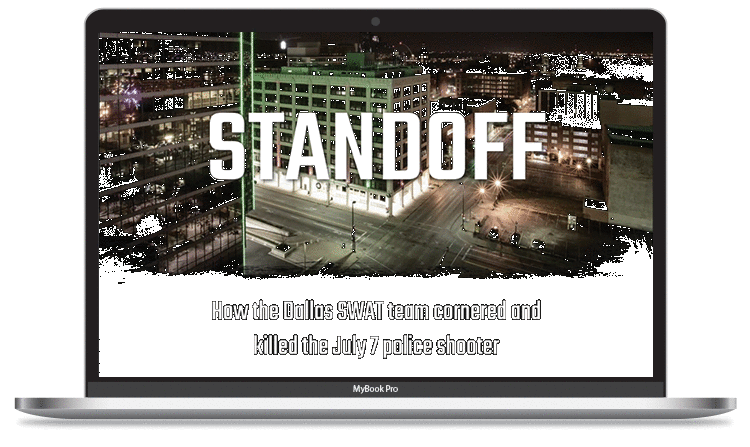 STANDOFF
How the Dallas SWAT team cornered and
killed the July 7 police shooter
MyBook Pro